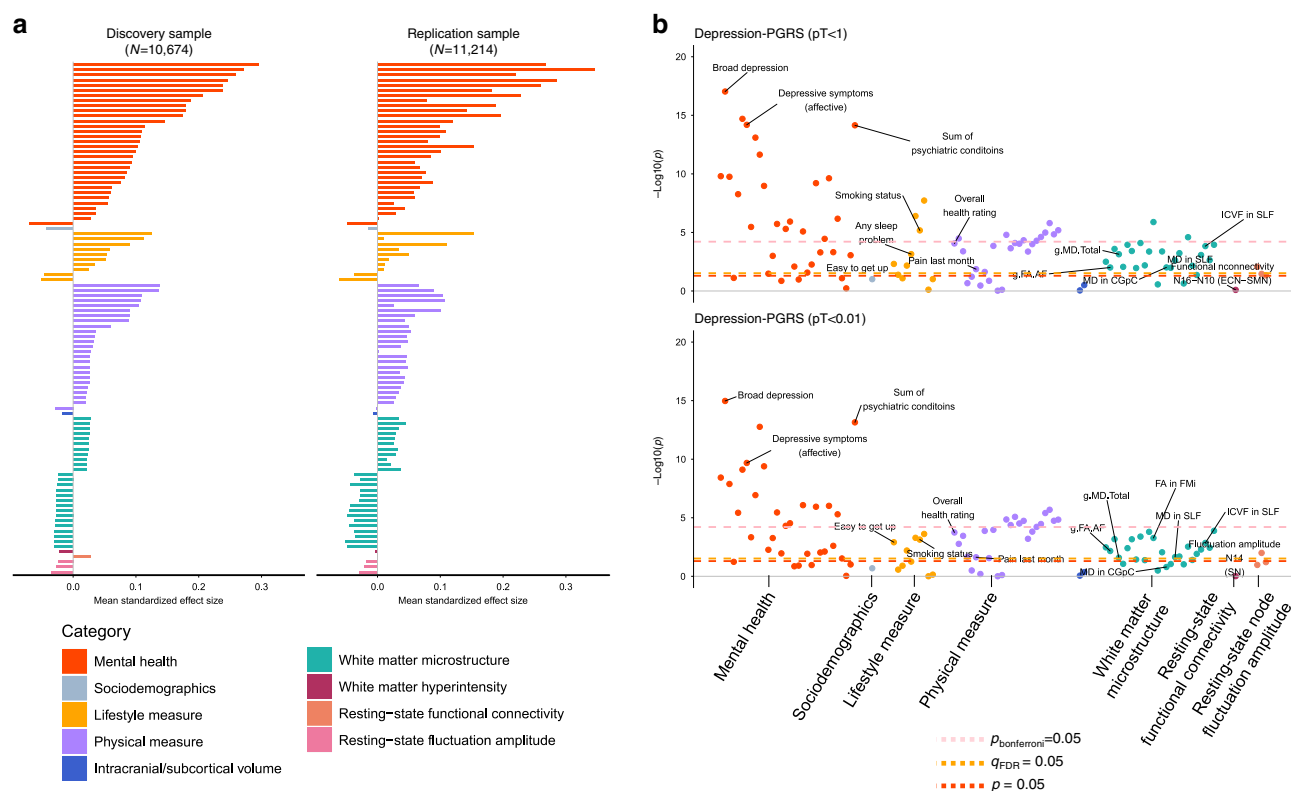 a
Discovery sample
(N=10,674)
Replication sample
(N=11,214)
0.0
0.1
0.2
0.3
Mean standardized effect size
0.0
0.1
0.2
0.3
Mean standardized effect size
Category
Mental health
Sociodemographics
Lifestyle measure
Physical measure
Intracranial/subcortical volume
White matter microstructure
White matter hyperintensity
Resting−state functional connectivity
Resting−state fluctuation amplitude
b
Depression-PGRS (pT<1)
20
15
10
5
0
−Log10(p)
Broad depression
Depressive symptoms
(affective)
Sum of
psychiatric conditoins
Smoking status
Overall
health rating
Any sleep
problem
Easy to get up
Pain last month
g.MD.Total
g.FA.AF
ICVF in SLF
MD in SLF
MD in CGpC
Functional nconectivity
N16−N10 (ECN−SMN)
Depression-PGRS (pT<0.01)
20
15
10
5
0
−Log10(p)
Broad depression
Sum of
psychiatric conditoins
Depressive symptoms
(affective)
Overall
health rating
Easy to get up
Smoking status
Pain last month
g.MD.Total
g.FA.AF
FA in FMi
MD in SLF
ICVF in SLF
MD in CGpC
Fluctuation amplitude
N14
(SN)
Mental health
Sociodemographics
Lifestyle measure
Physical measure
White matter
microstructure
Resting-state
functional connectivity
Resting-state node
fluctuation amplitude
pbonferroni=0.05
qFDR = 0.05
p = 0.05